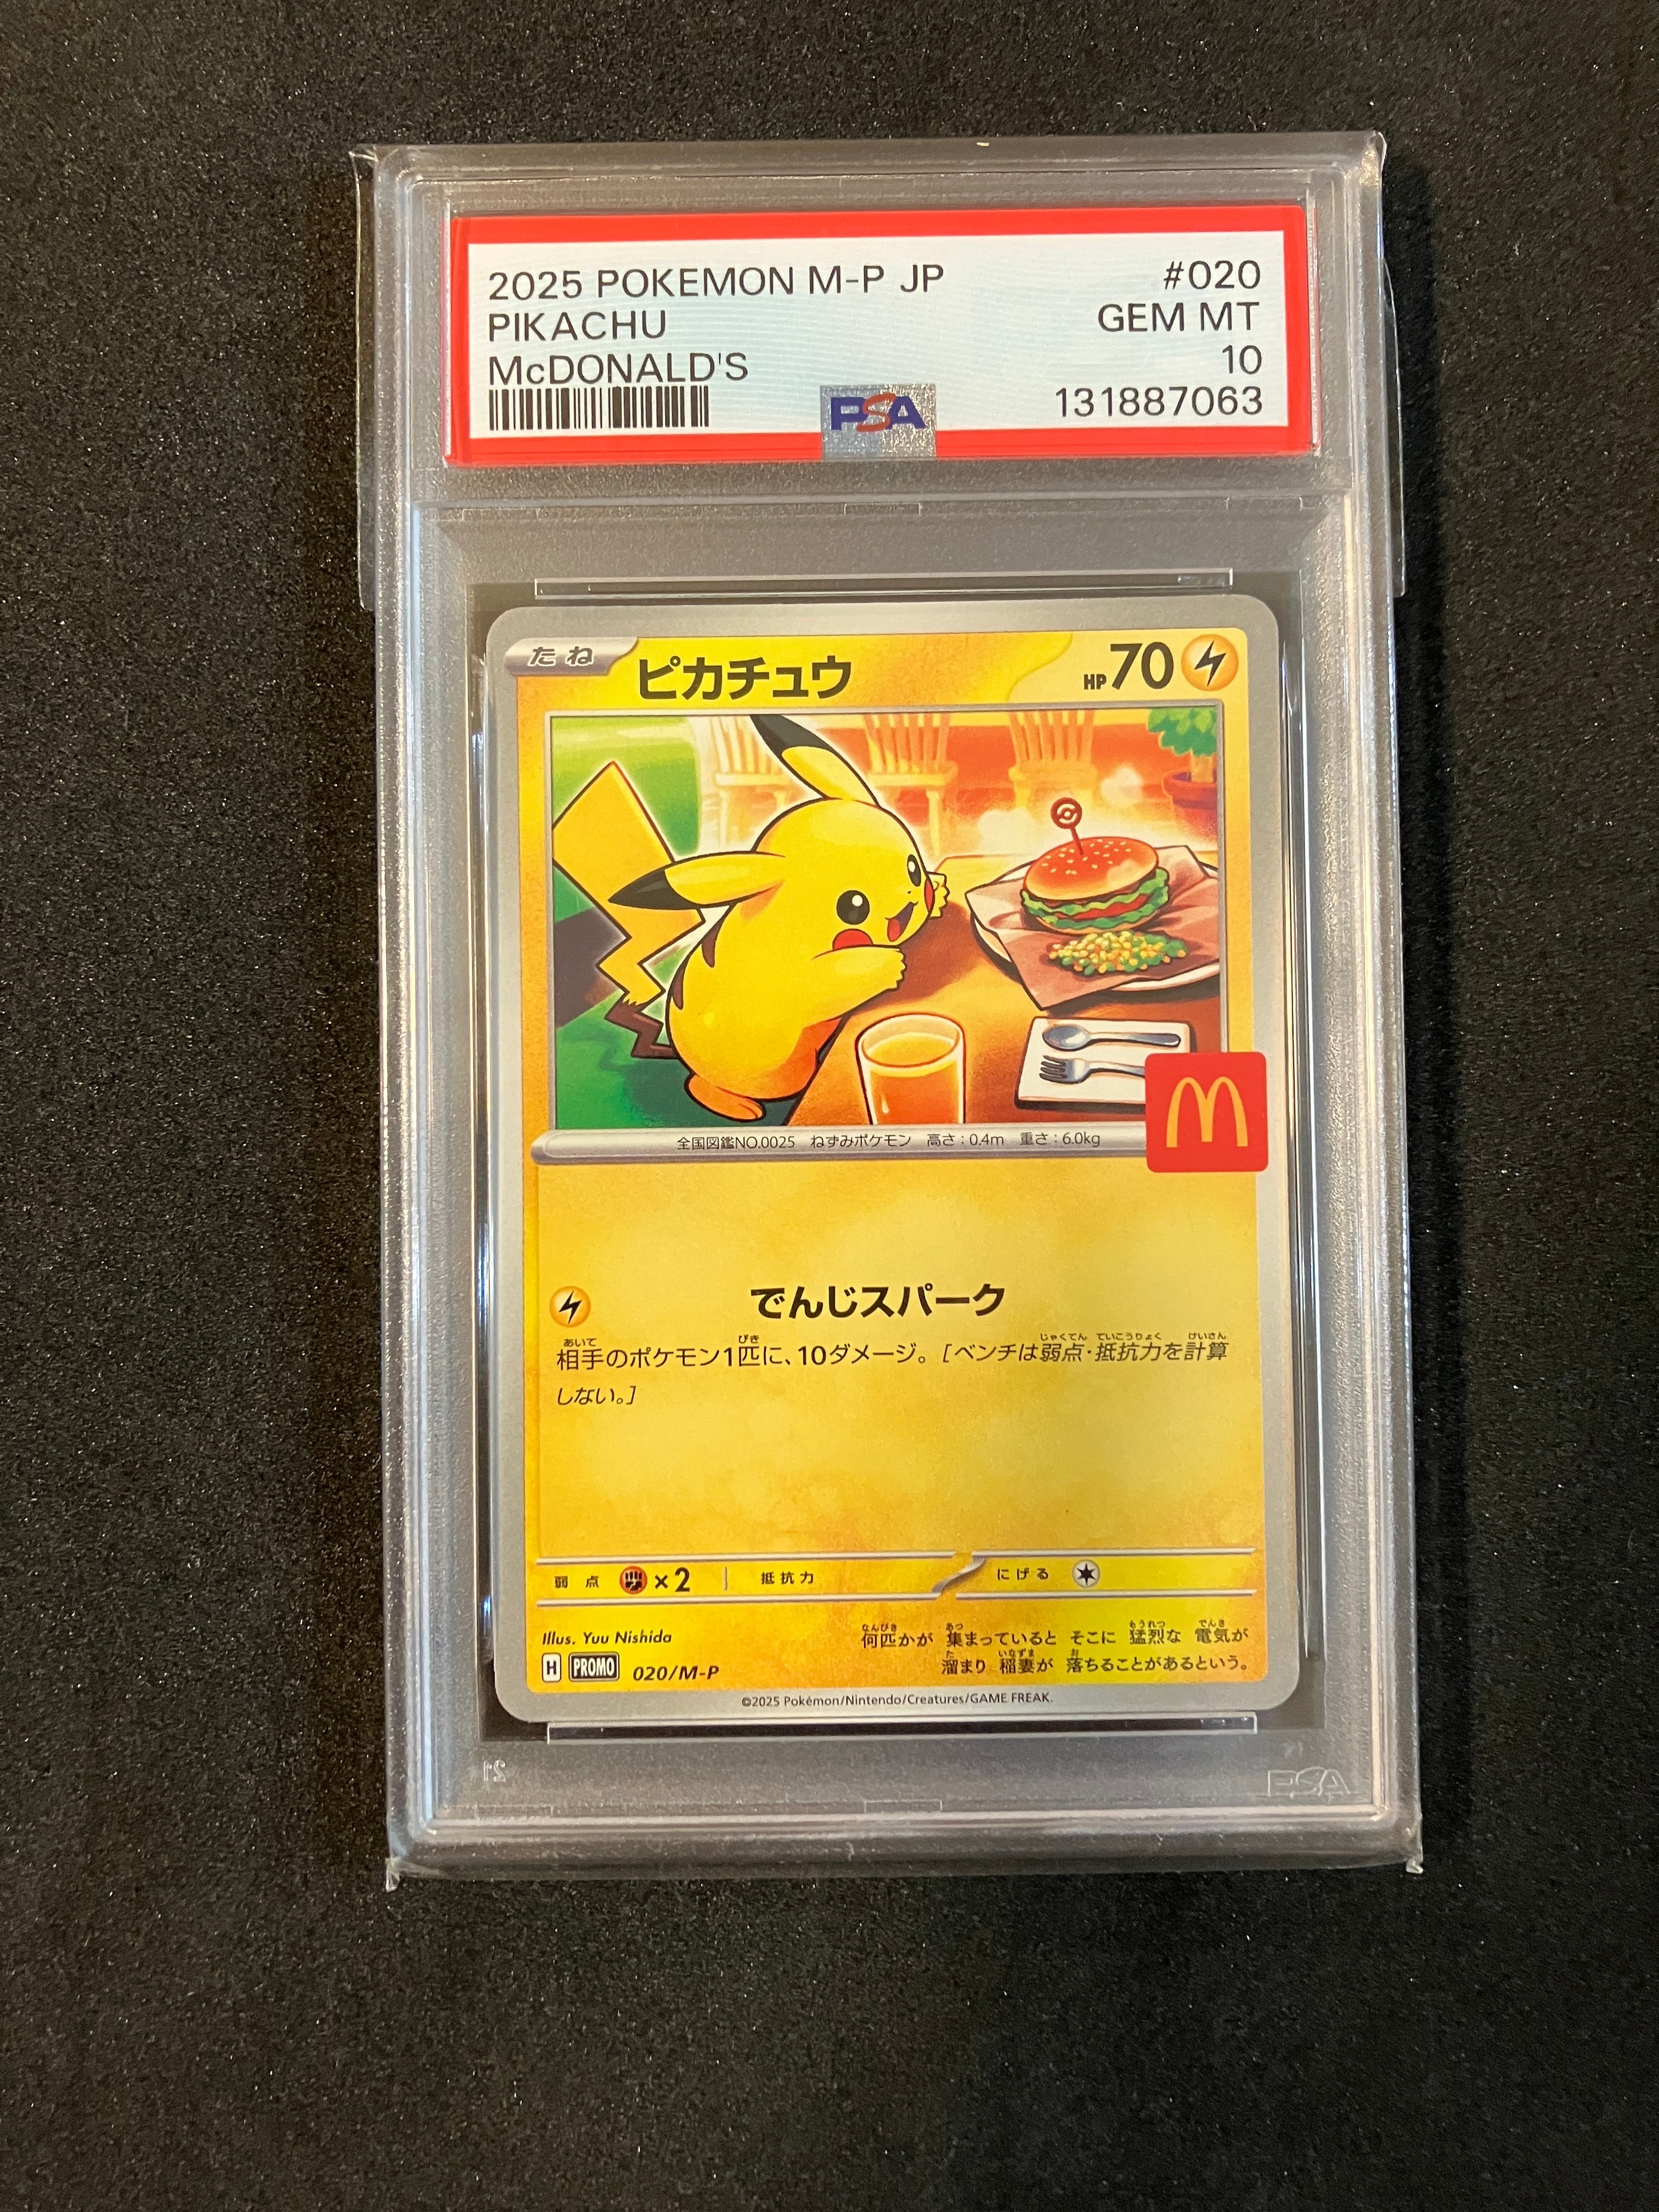 2025 POKEMON M-P JP #020
PIKACHU GEM MT
McDONALD'S 10
PSA 131887063
たね ピカチュウ HP70
M
全国図鑑NO.0025 ねずみポケモン 高さ:0.4m 重さ:6.0kg
でんじスパーク
相手のポケモン1匹に、10ダメージ。[ベンチは弱点・抵抗力を計算
しない。]
弱点 ×2 抵抗力 にげる
Illus. Yuu Nishida
何匹かが 集まっていると そこに 猛烈な 電気が
溜まり 稲妻が 落ちることがあるという。
H PROMO 020/M-P
©2025 Pokémon/Nintendo/Creatures/GAME FREAK.
PSA